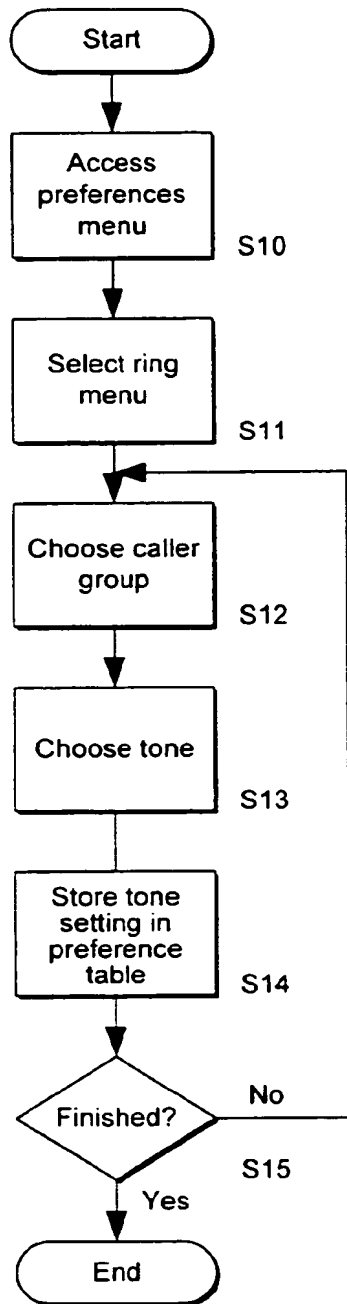 Start
Access
preferences
menu
S10
Select ring
menu
S11
Choose caller
group
S12
Choose tone
S13
Store tone
setting in
preference
table
S14
Finished?
No
S15
Yes
End